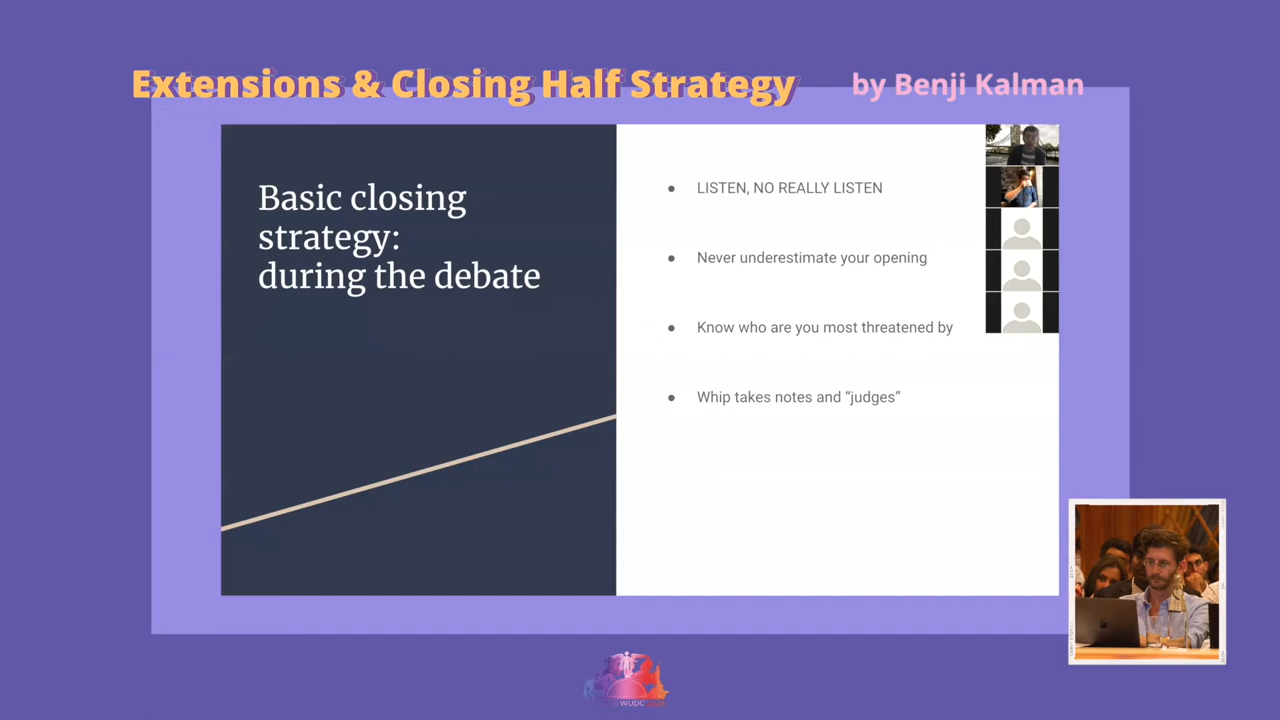 Extensions & Closing Half Strategy
by Benji Kalman
Basic closing
strategy:
during the debate
● LISTEN, NO REALLY LISTEN
● Never underestimate your opening
● Know who are you most threatened by
● Whip takes notes and “judges”
WUDC